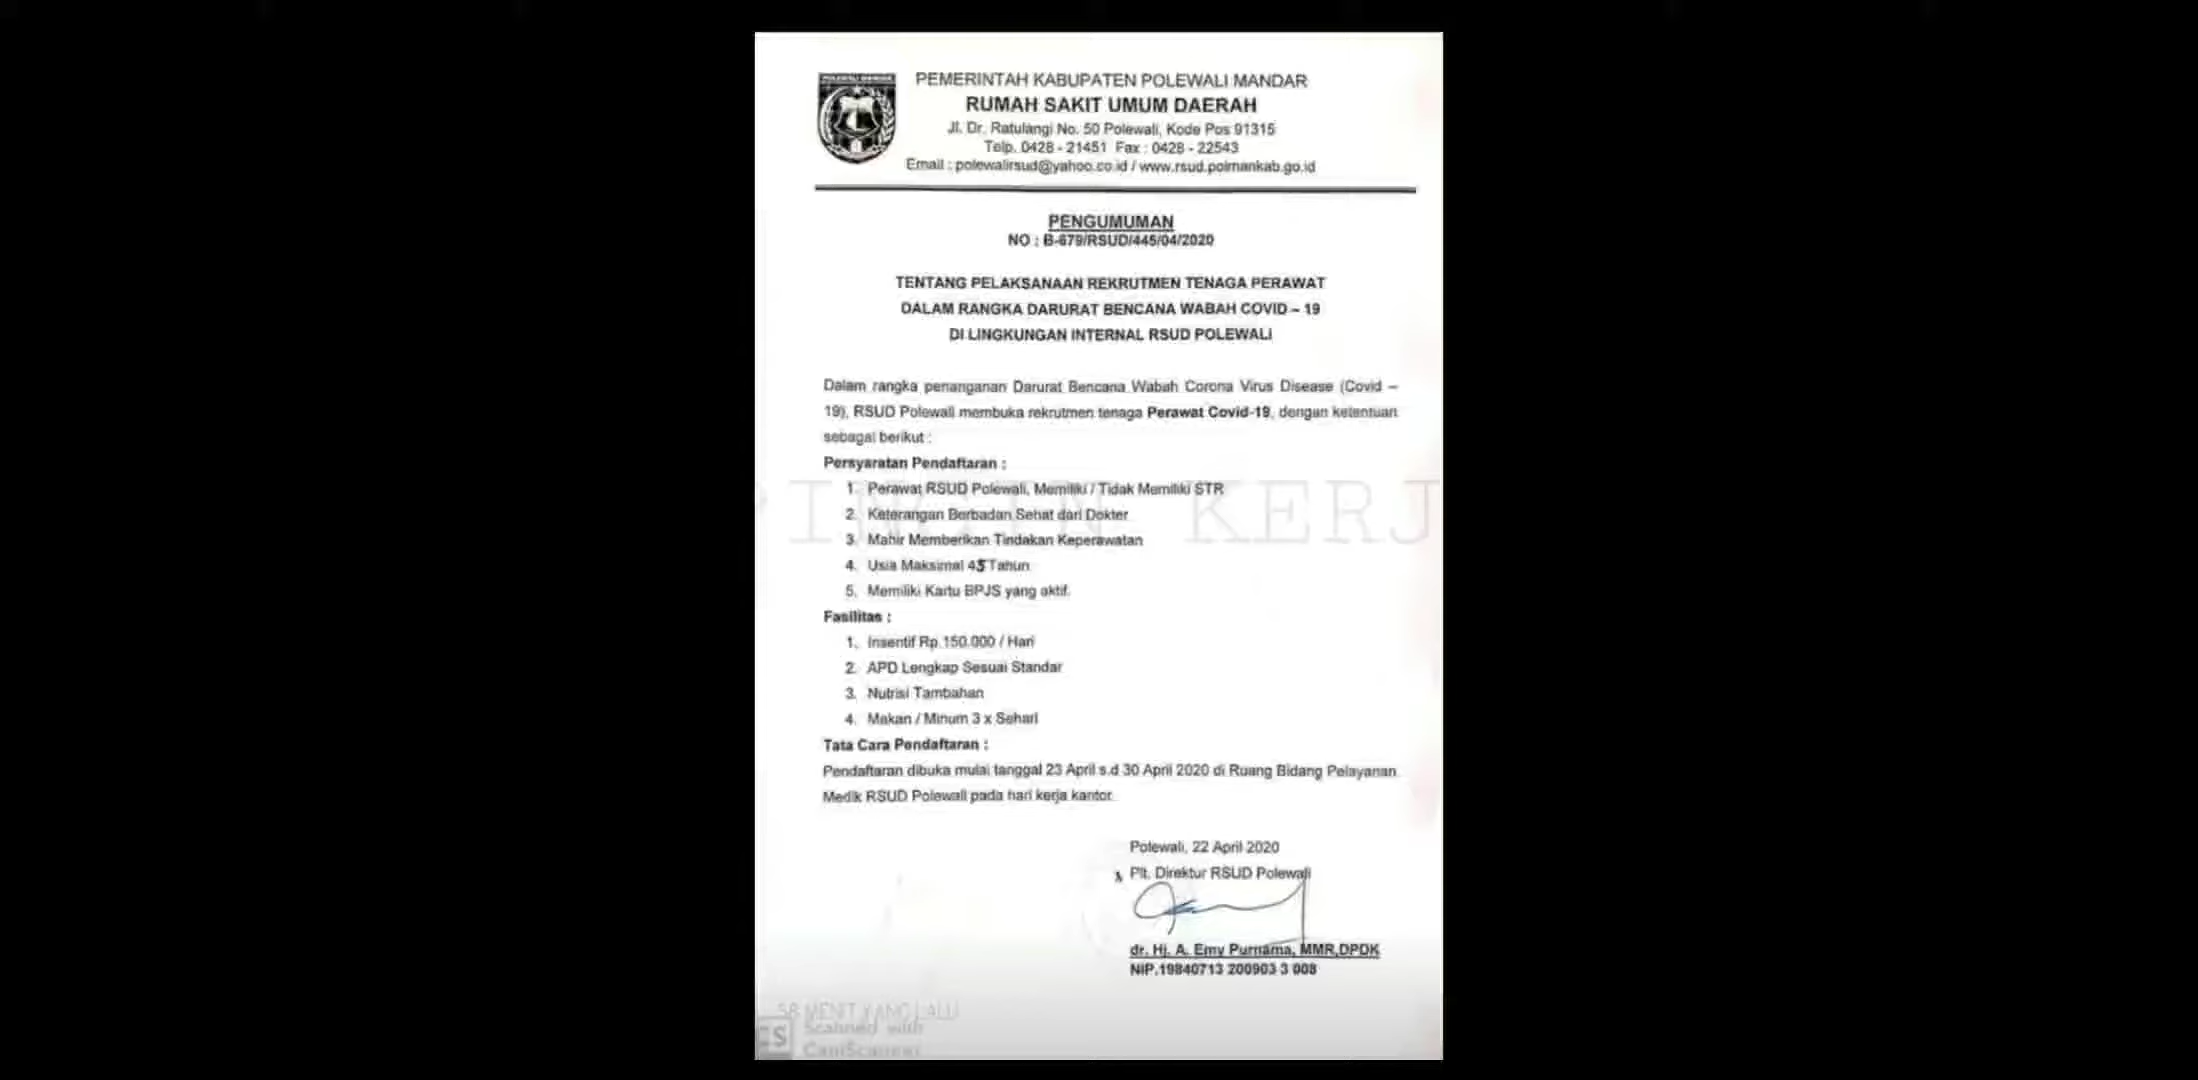 POLEWALI MANDAR
PEMERINTAH KABUPATEN POLEWALI MANDAR
RUMAH SAKIT UMUM DAERAH
Jl. Dr. Ratulangi No. 50 Polewali, Kode Pos 91315
Telp. 0428 - 21451 Fax : 0428 - 22543
Email : polewalirsud@yahoo.co.id / www.rsud.polmankab.go.id
PENGUMUMAN
NO : B-679/RSUD/445/04/2020
TENTANG PELAKSANAAN REKRUTMEN TENAGA PERAWAT
DALAM RANGKA DARURAT BENCANA WABAH COVID – 19
DI LINGKUNGAN INTERNAL RSUD POLEWALI
Dalam rangka penanganan Darurat Bencana Wabah Corona Virus Disease (Covid –
19), RSUD Polewali membuka rekrutmen tenaga Perawat Covid-19, dengan ketentuan
sebagai berikut :
Persyaratan Pendaftaran :
1. Perawat RSUD Polewali, Memiliki / Tidak Memiliki STR
2. Keterangan Berbadan Sehat dari Dokter
3. Mahir Memberikan Tindakan Keperawatan
4. Usia Maksimal 45 Tahun
5. Memiliki Kartu BPJS yang aktif.
PINGIN KERJ
Fasilitas :
1. Insentif Rp.150.000 / Hari
2. APD Lengkap Sesuai Standar
3. Nutrisi Tambahan
4. Makan / Minum 3 x Sehari
Tata Cara Pendaftaran :
Pendaftaran dibuka mulai tanggal 23 April s.d 30 April 2020 di Ruang Bidang Pelayanan
Medik RSUD Polewali pada hari kerja kantor.
Polewali, 22 April 2020
Plt. Direktur RSUD Polewali
dr. Hj. A. Emy Purnama, MMR,DPDK
NIP.19840713 200903 3 008
58 MENIT YANG LALU
CS Scanned with
CamScanner